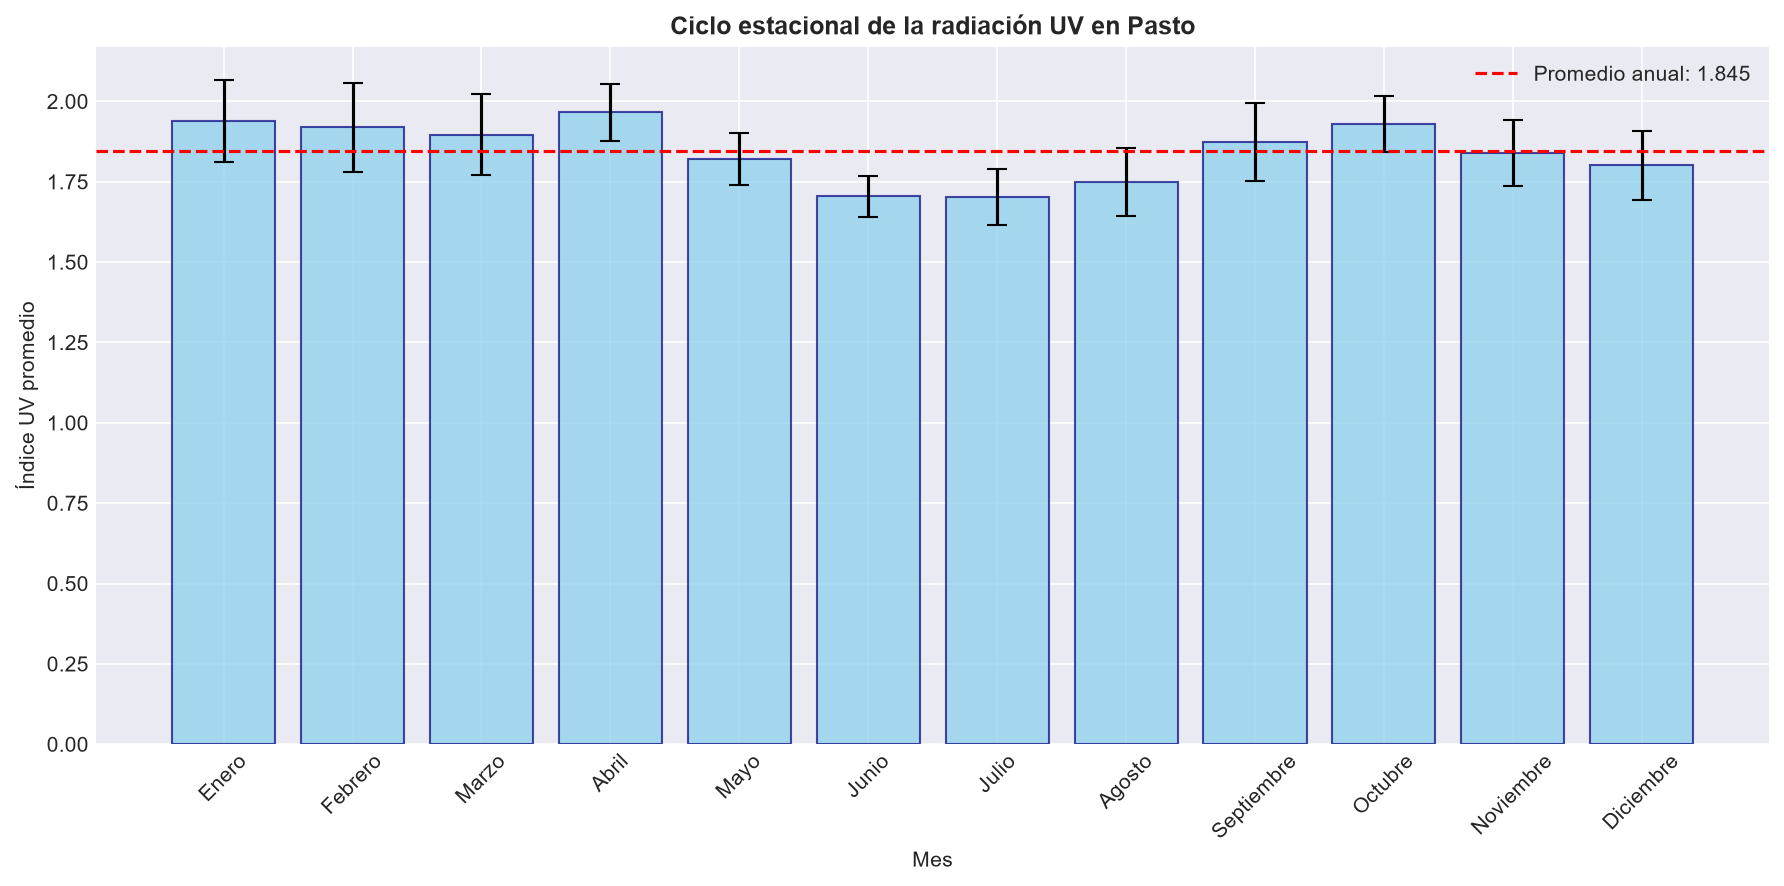 Ciclo estacional de la radiación UV en Pasto
Promedio anual: 1.845
Índice UV promedio
2.00
1.75
1.50
1.25
1.00
0.75
0.50
0.25
0.00
Enero
Febrero
Marzo
Abril
Mayo
Junio
Julio
Agosto
Septiembre
Octubre
Noviembre
Diciembre
Mes